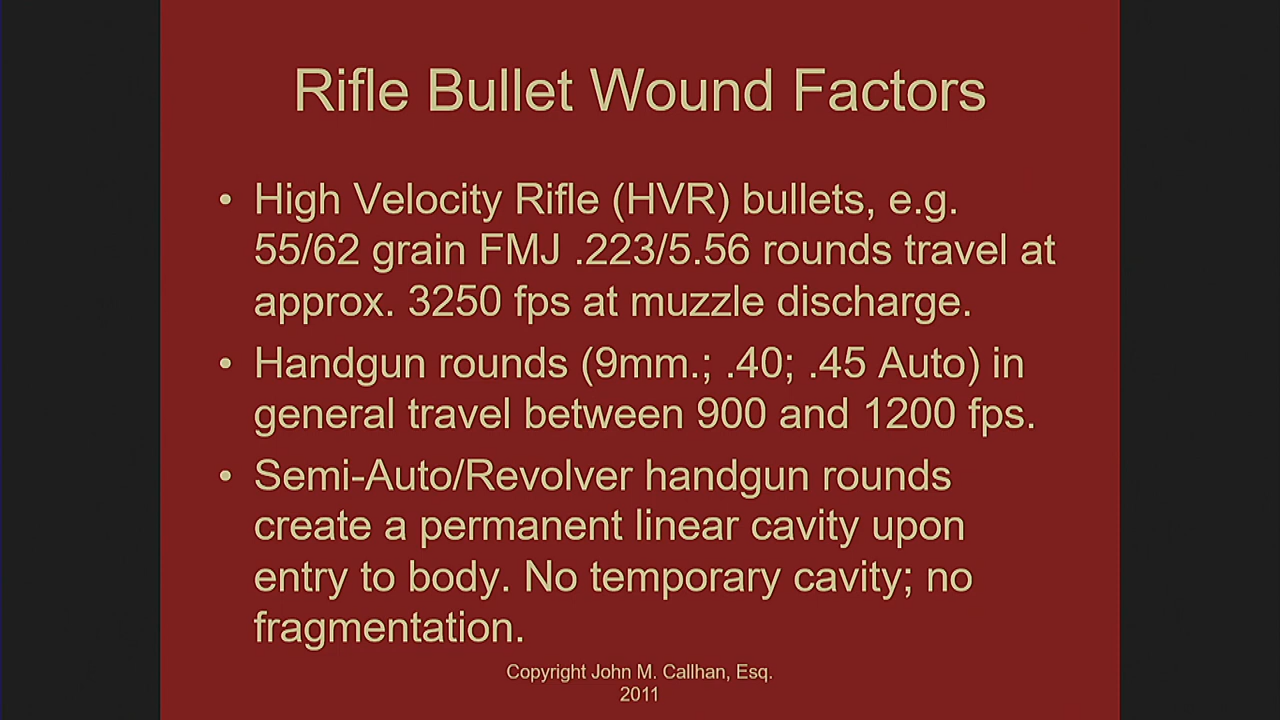 Rifle Bullet Wound Factors
• High Velocity Rifle (HVR) bullets, e.g.
55/62 grain FMJ .223/5.56 rounds travel at
approx. 3250 fps at muzzle discharge.
• Handgun rounds (9mm.; .40; .45 Auto) in
general travel between 900 and 1200 fps.
• Semi-Auto/Revolver handgun rounds
create a permanent linear cavity upon
entry to body. No temporary cavity; no
fragmentation.
Copyright John M. Callhan, Esq.
2011